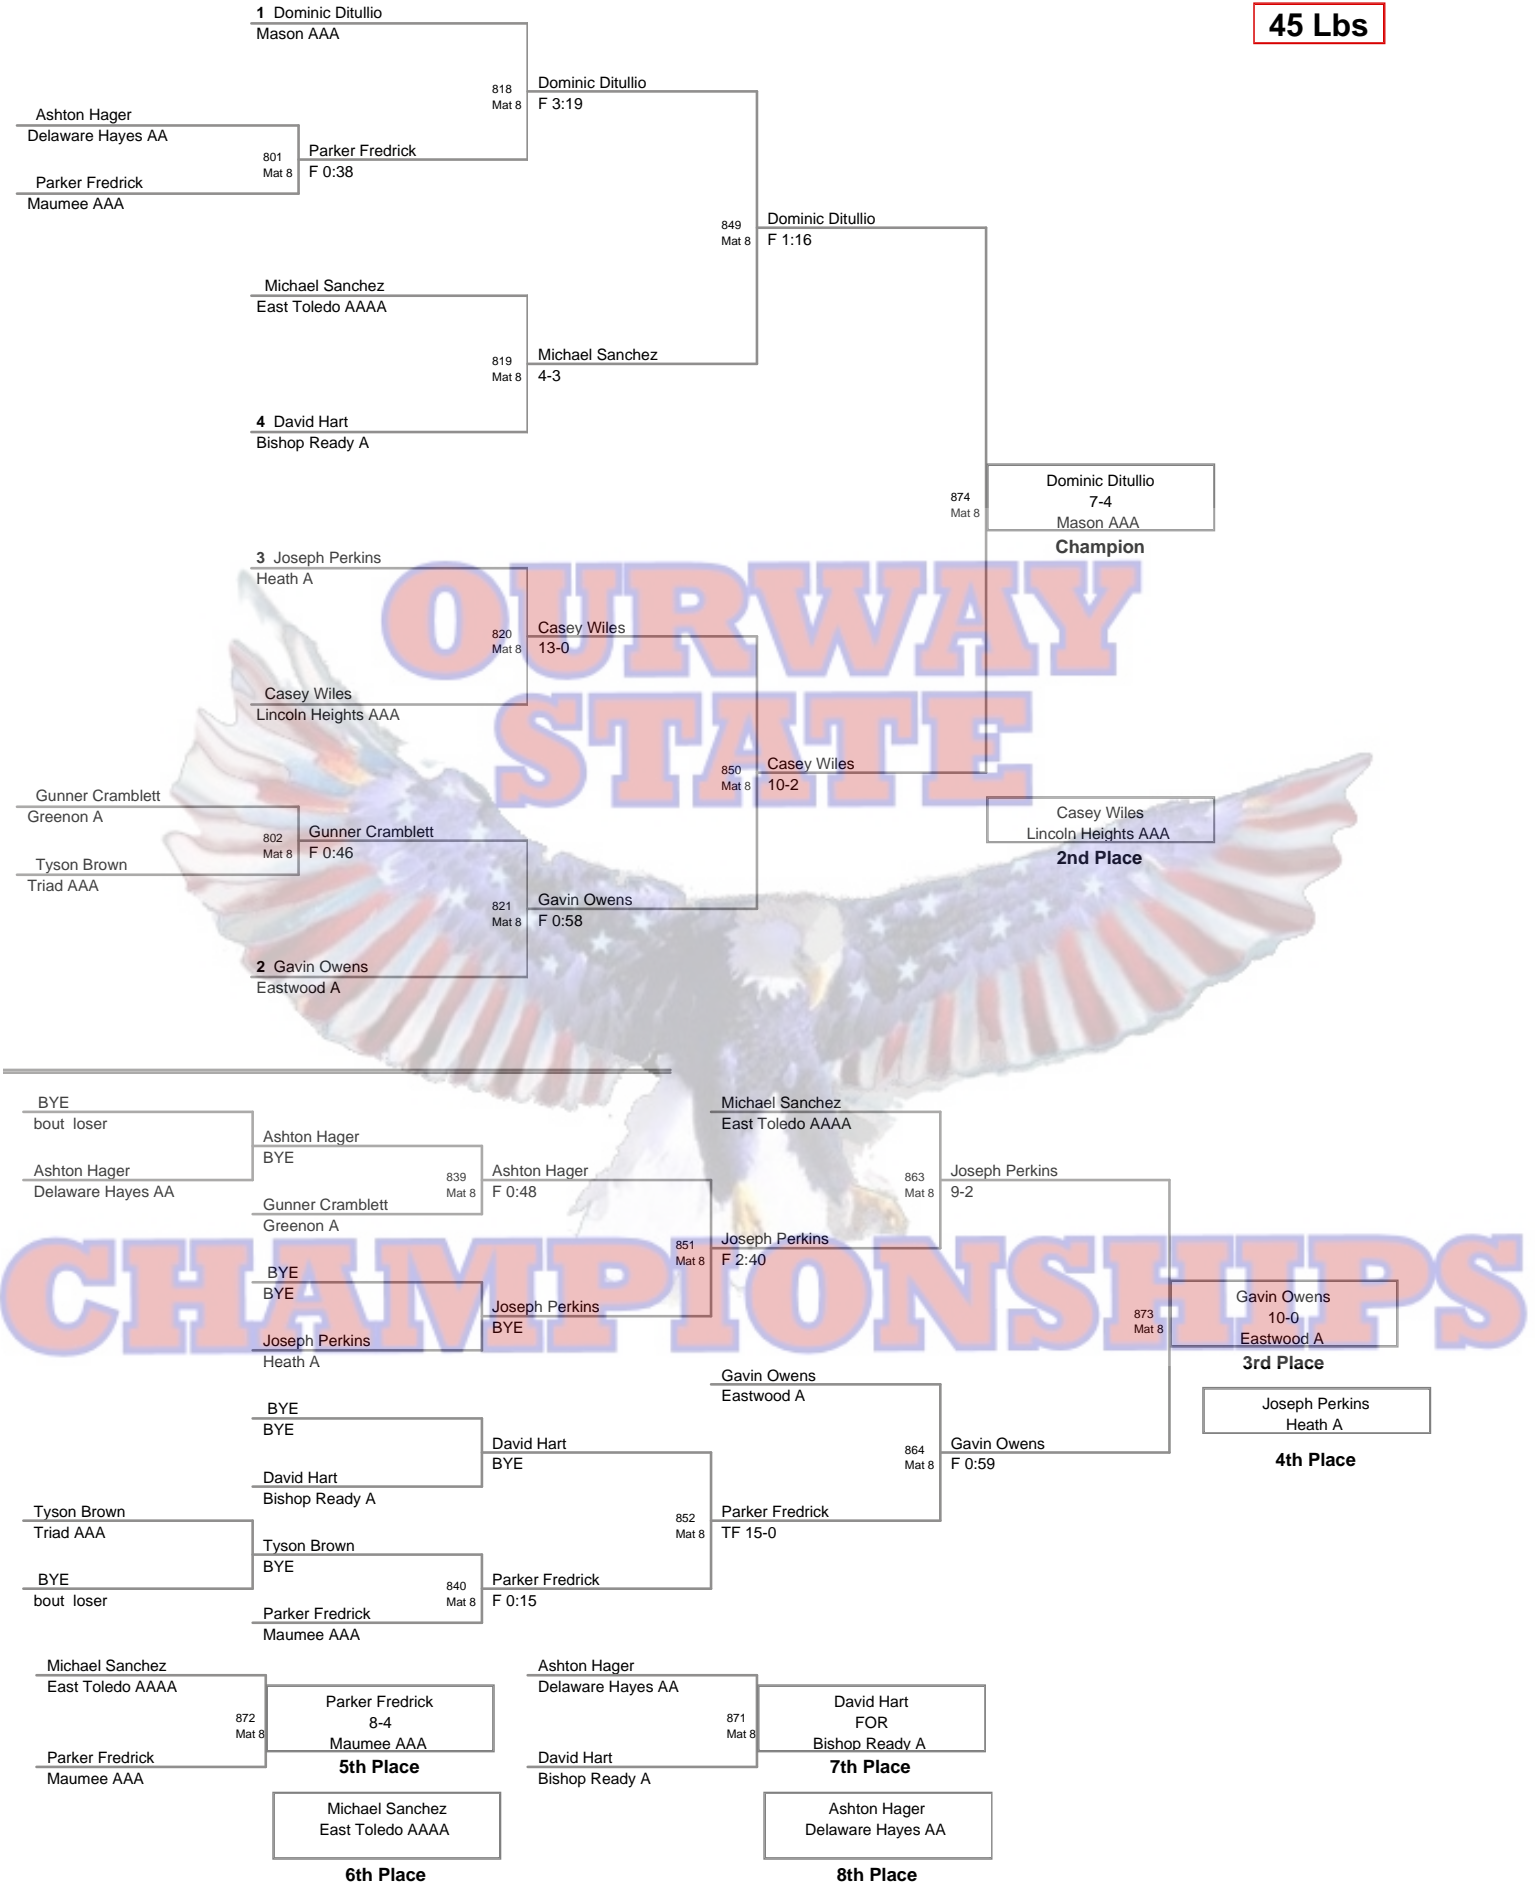 45 Lbs
1 Dominic Ditullio
Mason AAA
818
Mat 8
Dominic Ditullio
F 3:19
Ashton Hager
Delaware Hayes AA
801
Mat 8
Parker Fredrick
F 0:38
Parker Fredrick
Maumee AAA
849
Mat 8
Dominic Ditullio
F 1:16
Michael Sanchez
East Toledo AAAA
819
Mat 8
Michael Sanchez
4-3
4 David Hart
Bishop Ready A
874
Mat 8
Dominic Ditullio
7-4
Mason AAA
Champion
3 Joseph Perkins
Heath A
OURWAY
STATE
820
Mat 8
Casey Wiles
13-0
Casey Wiles
Lincoln Heights AAA
850
Mat 8
Casey Wiles
10-2
Gunner Cramblett
Greenon A
802
Mat 8
Gunner Cramblett
F 0:46
Tyson Brown
Triad AAA
Casey Wiles
Lincoln Heights AAA
2nd Place
821
Mat 8
Gavin Owens
F 0:58
2 Gavin Owens
Eastwood A
BYE
bout loser
Ashton Hager
BYE
Ashton Hager
Delaware Hayes AA
839
Mat 8
Ashton Hager
F 0:48
Gunner Cramblett
Greenon A
Michael Sanchez
East Toledo AAAA
863
Mat 8
Joseph Perkins
9-2
CHAMPIONSHIPS
851
Mat 8
Joseph Perkins
F 2:40
BYE
BYE
Joseph Perkins
BYE
Joseph Perkins
Heath A
873
Mat 8
Gavin Owens
10-0
Eastwood A
3rd Place
Joseph Perkins
Heath A
4th Place
Gavin Owens
Eastwood A
BYE
BYE
David Hart
BYE
David Hart
Bishop Ready A
864
Mat 8
Gavin Owens
F 0:59
852
Mat 8
Parker Fredrick
TF 15-0
Tyson Brown
Triad AAA
Tyson Brown
BYE
BYE
bout loser
840
Mat 8
Parker Fredrick
F 0:15
Parker Fredrick
Maumee AAA
Michael Sanchez
East Toledo AAAA
872
Mat 8
Parker Fredrick
8-4
Maumee AAA
5th Place
Parker Fredrick
Maumee AAA
Michael Sanchez
East Toledo AAAA
6th Place
Ashton Hager
Delaware Hayes AA
871
Mat 8
David Hart
FOR
Bishop Ready A
7th Place
David Hart
Bishop Ready A
Ashton Hager
Delaware Hayes AA
8th Place